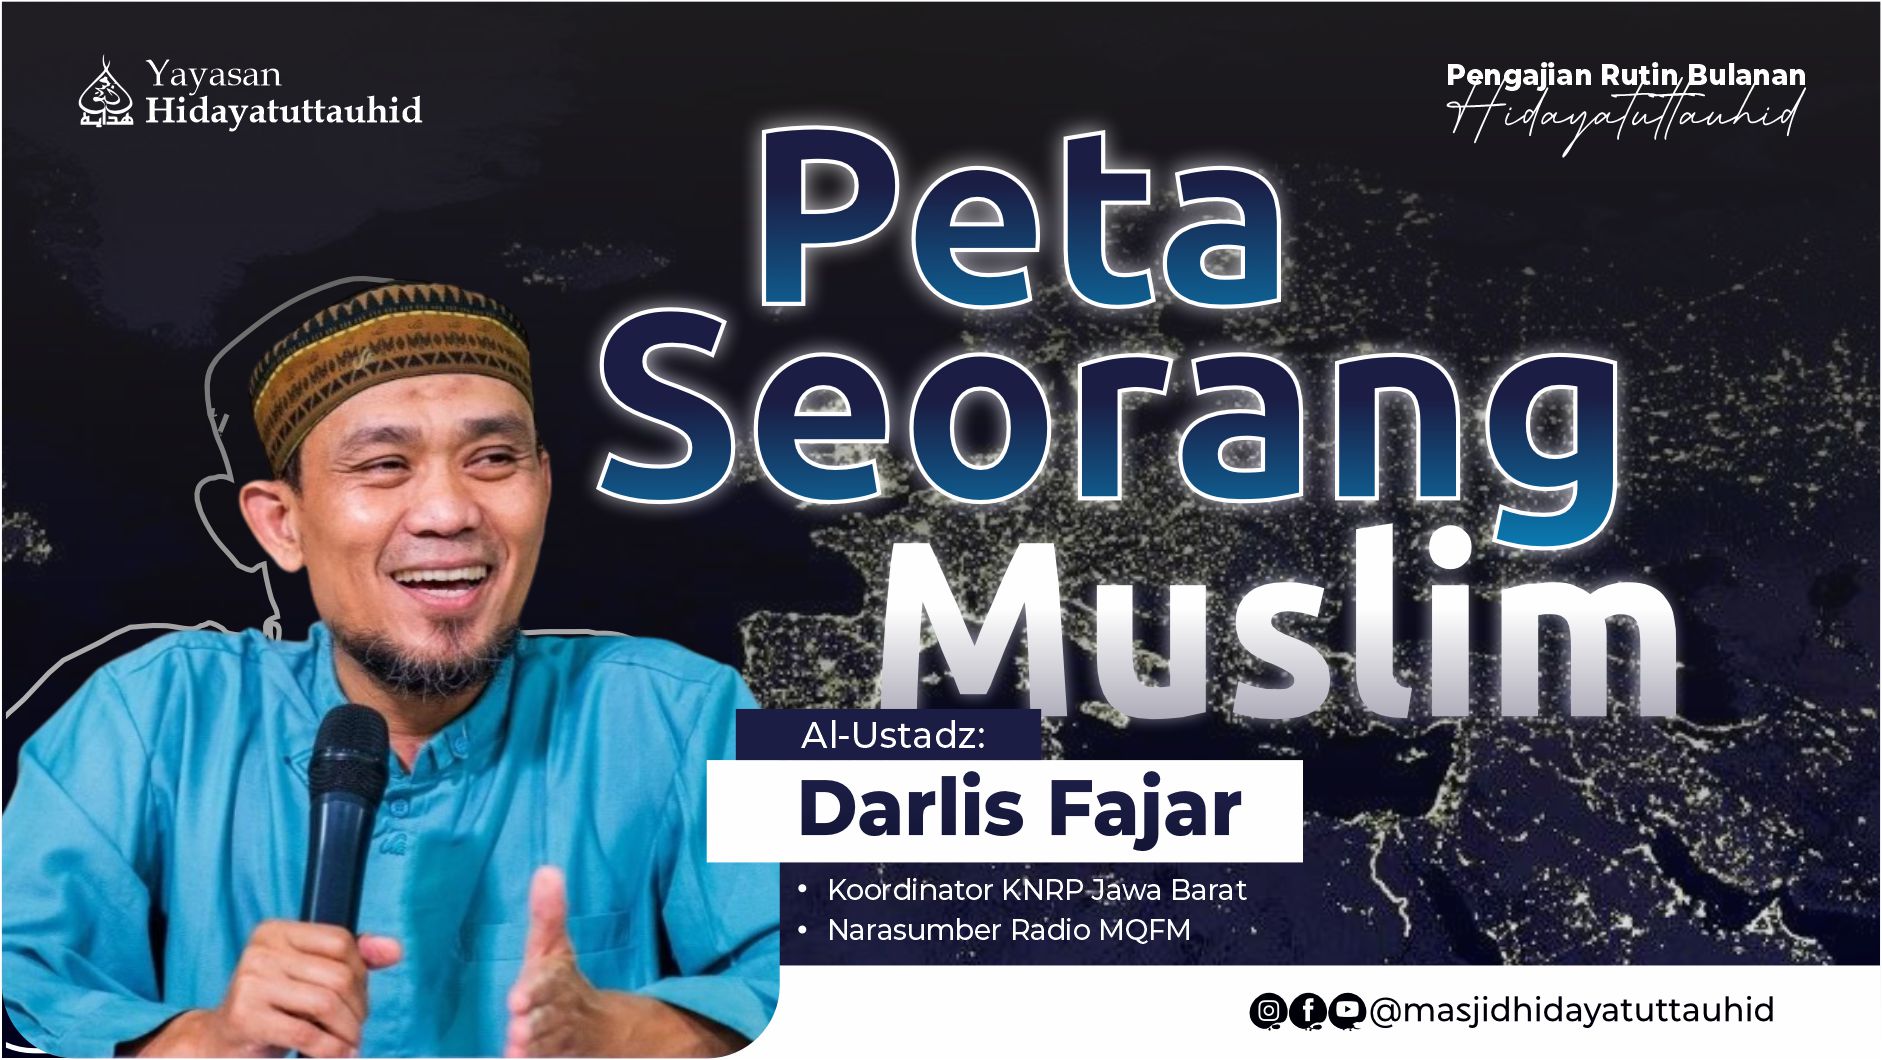 Yayasan
Hidayatuttauhid
هداية
Pengajian Rutin Bulanan
Hidayatuttauhid
Peta
Seorang
Muslim
Al-Ustadz:
Darlis Fajar
• Koordinator KNRP Jawa Barat
• Narasumber Radio MQFM
@masjidhidayatuttauhid